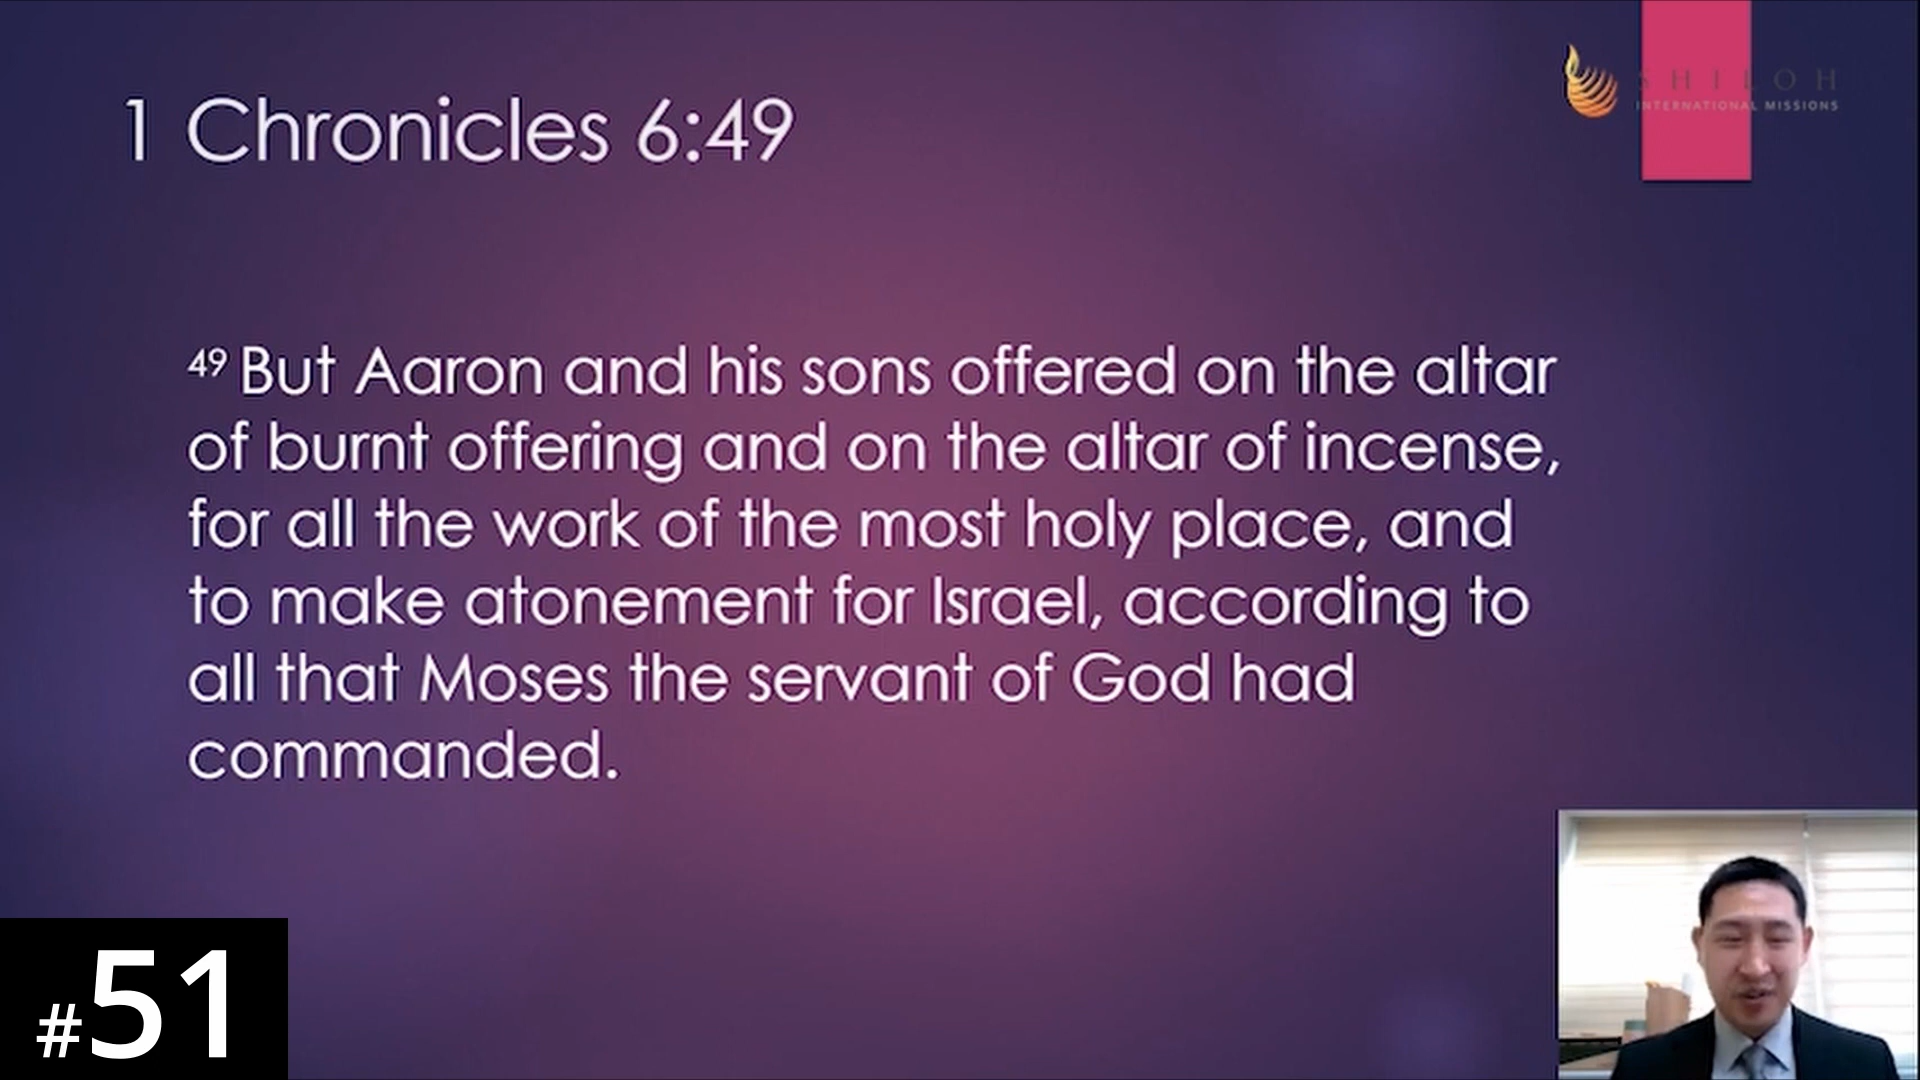 1 Chronicles 6:49
SHILOH
INTERNATIONAL MISSIONS
49 But Aaron and his sons offered on the altar
of burnt offering and on the altar of incense,
for all the work of the most holy place, and
to make atonement for Israel, according to
all that Moses the servant of God had
commanded.
#51